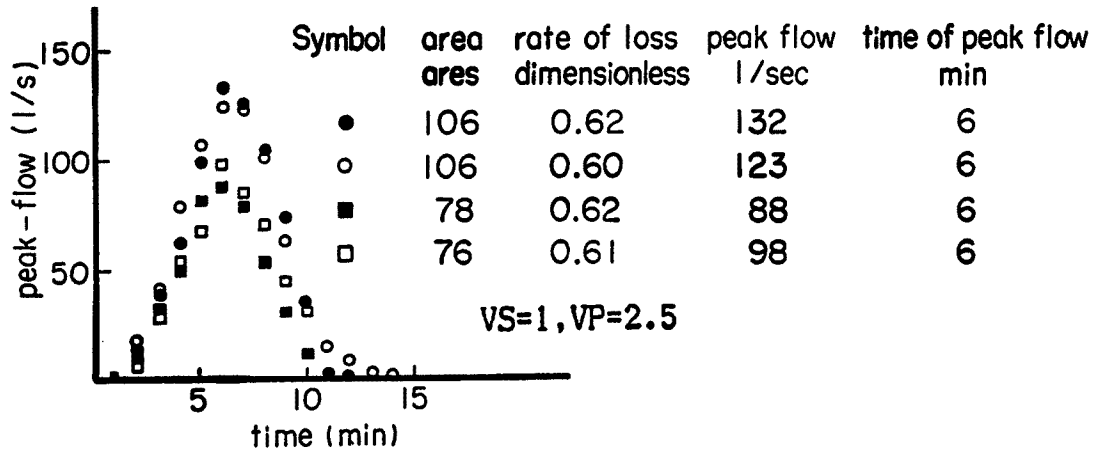 Symbol area rate of loss peak flow time of peak flow
ares dimensionless l/sec min
106 0.62 132 6
106 0.60 123 6
78 0.62 88 6
76 0.61 98 6
VS=1,VP=2.5
peak-flow (l/s)
150
100
50
5 10 15
time (min)